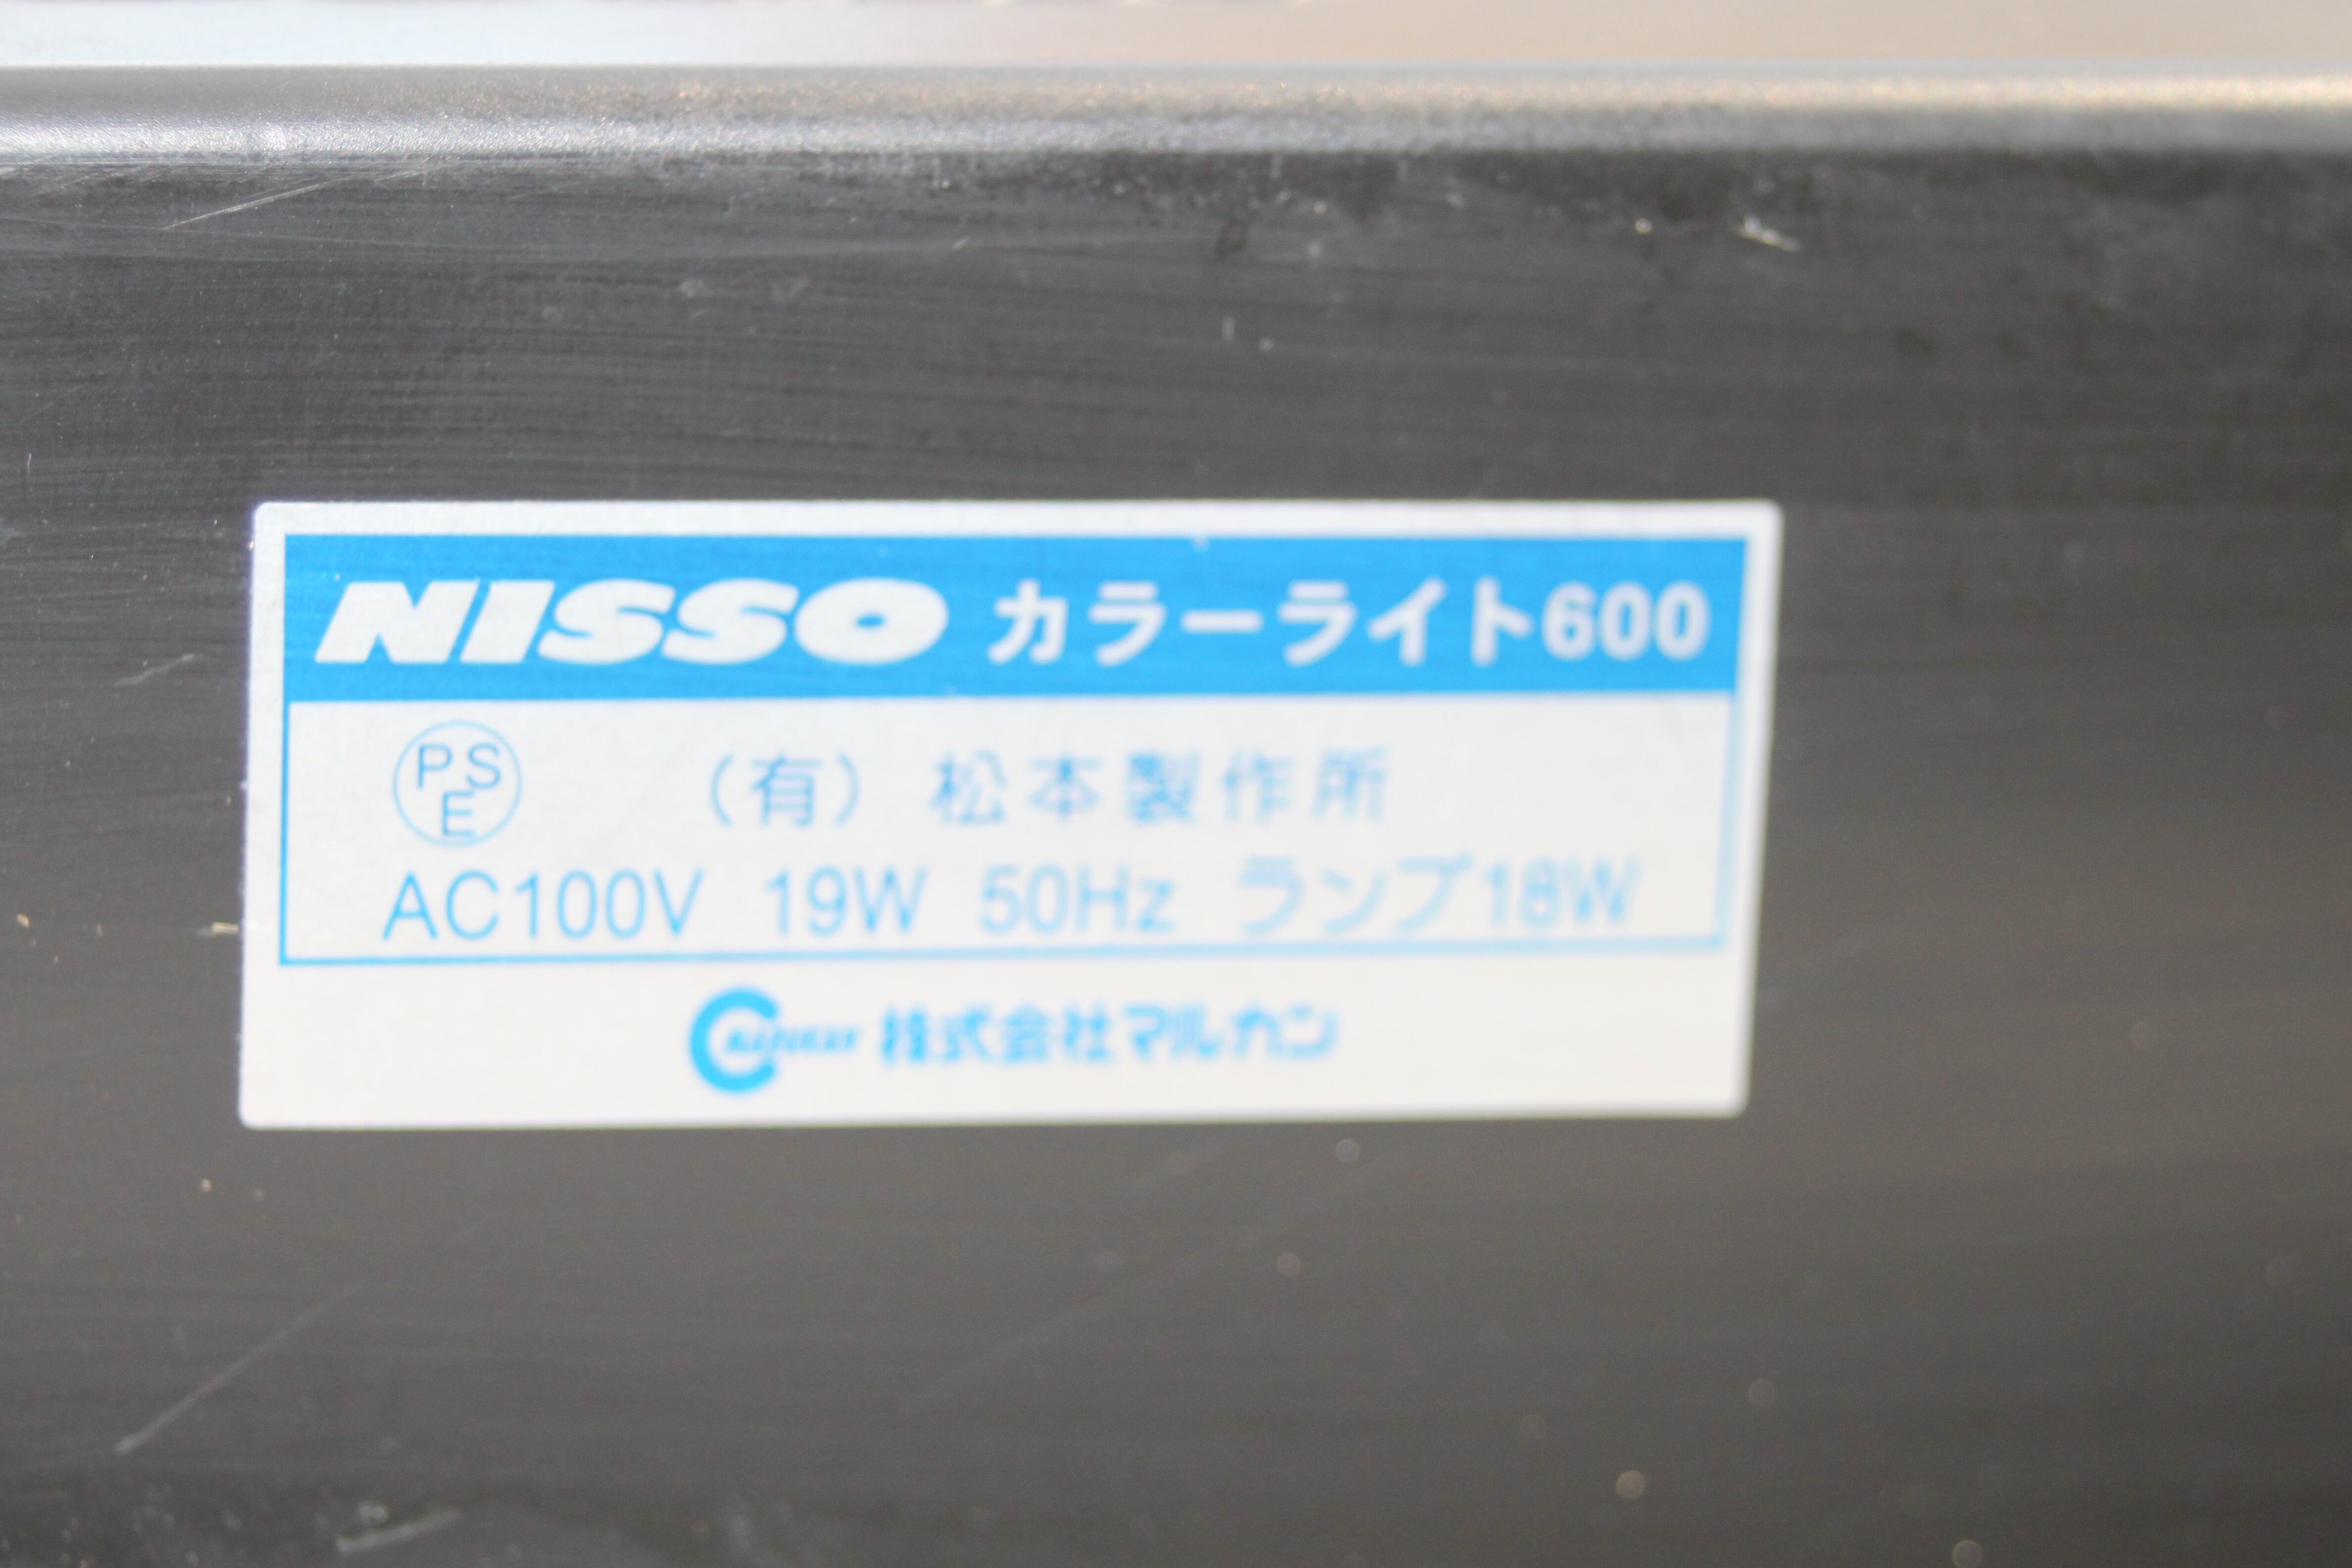 NISSO カラーライト600
PSE （有）松本製作所
AC100V 19W 50Hz ランプ18W
株式会社マルカン